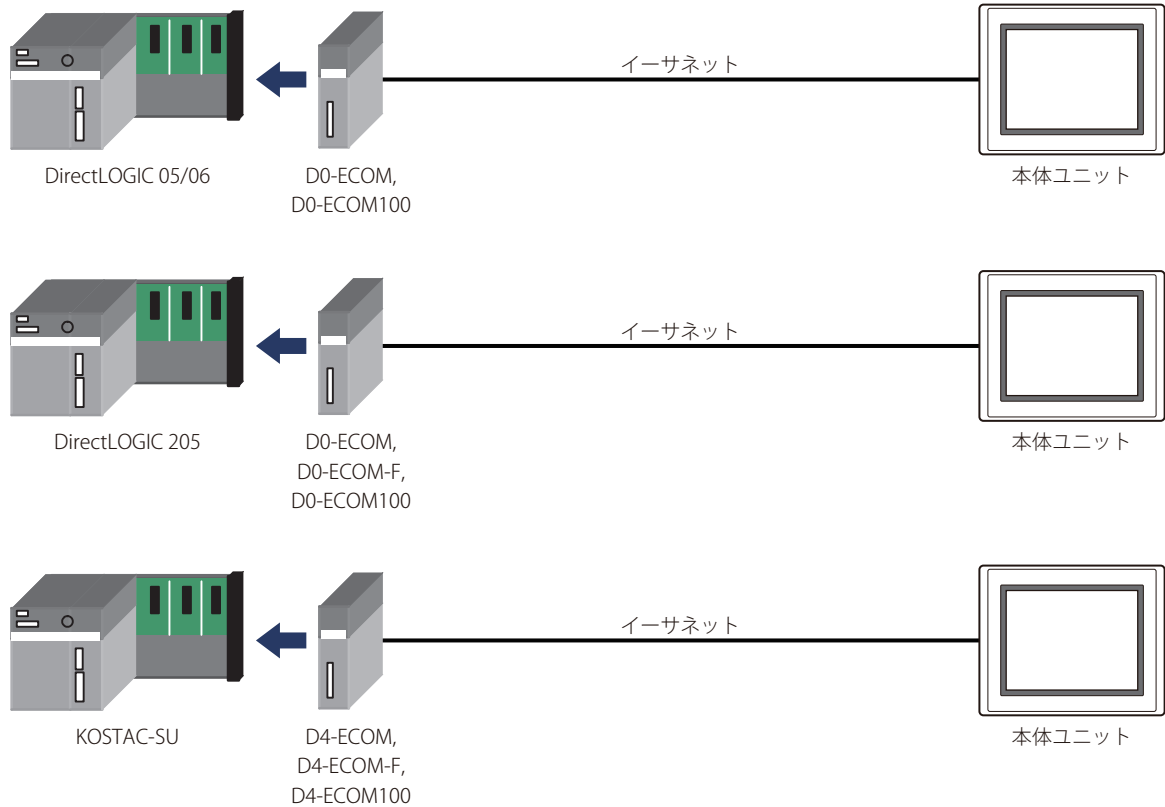 イーサネット
DirectLOGIC 05/06
D0-ECOM,
D0-ECOM100
本体ユニット
イーサネット
DirectLOGIC 205
D0-ECOM,
D0-ECOM-F,
D0-ECOM100
本体ユニット
イーサネット
KOSTAC-SU
D4-ECOM,
D4-ECOM-F,
D4-ECOM100
本体ユニット